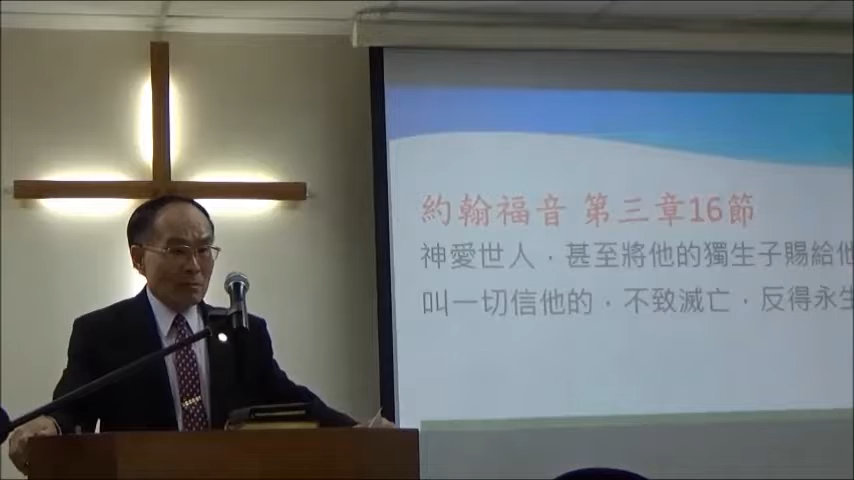 約翰福音 第三章16節
神愛世人，甚至將他的獨生子賜給他
叫一切信他的，不致滅亡，反得永生